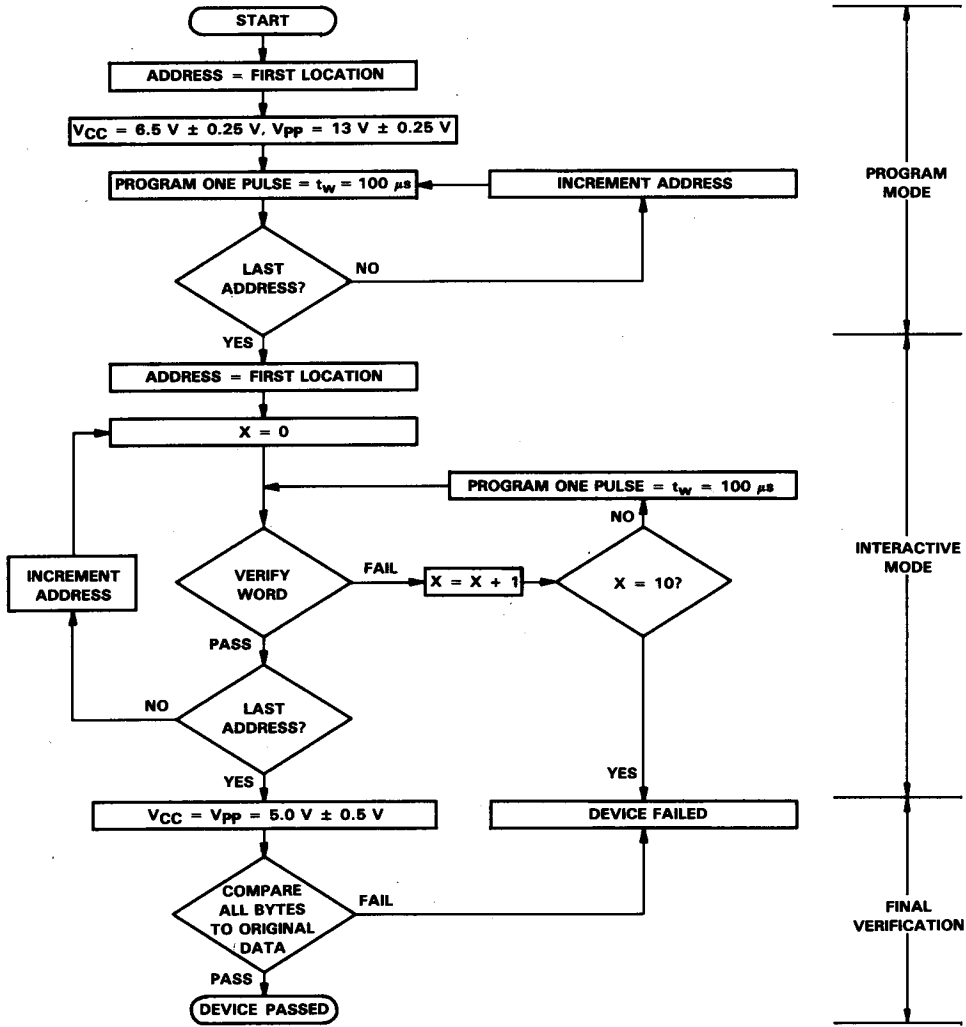 START
ADDRESS = FIRST LOCATION
VCC = 6.5 V ± 0.25 V, VPP = 13 V ± 0.25 V
PROGRAM ONE PULSE = tw = 100 μs
INCREMENT ADDRESS
PROGRAM
MODE
LAST
ADDRESS?
NO
YES
ADDRESS = FIRST LOCATION
X = 0
PROGRAM ONE PULSE = tw = 100 μs
NO
INCREMENT
ADDRESS
VERIFY
WORD
FAIL
X = X + 1
X = 10?
INTERACTIVE
MODE
PASS
NO
LAST
ADDRESS?
YES
YES
VCC = VPP = 5.0 V ± 0.5 V
DEVICE FAILED
COMPARE
ALL BYTES
TO ORIGINAL
DATA
FAIL
FINAL
VERIFICATION
PASS
DEVICE PASSED